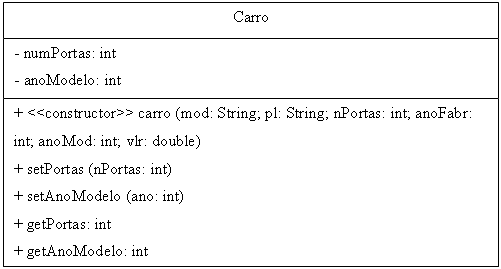 Carro
- numPortas: int
- anoModelo: int
+ <<constructor>> carro (mod: String; pl: String; nPortas: int; anoFabr:
int; anoMod: int; vlr: double)
+ setPortas (nPortas: int)
+ setAnoModelo (ano: int)
+ getPortas: int
+ getAnoModelo: int